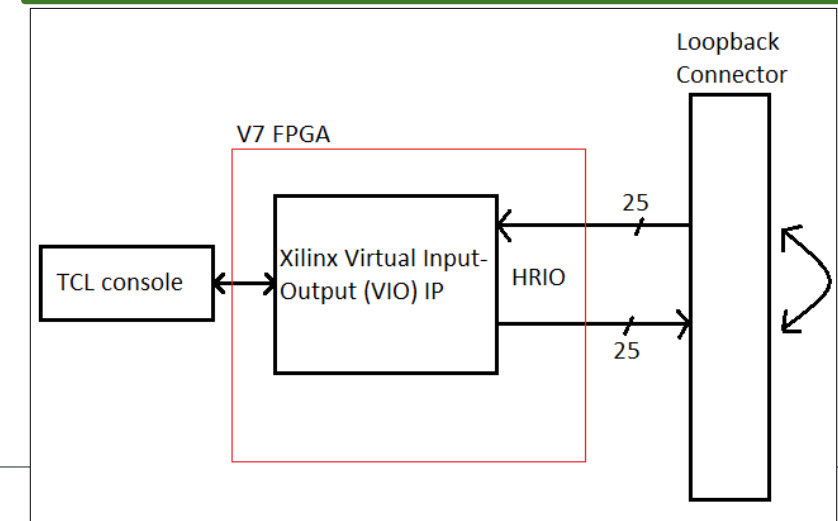 Loopback
Connector
V7 FPGA
25
Xilinx Virtual Input-
Output (VIO) IP
HRIO
TCL console
25